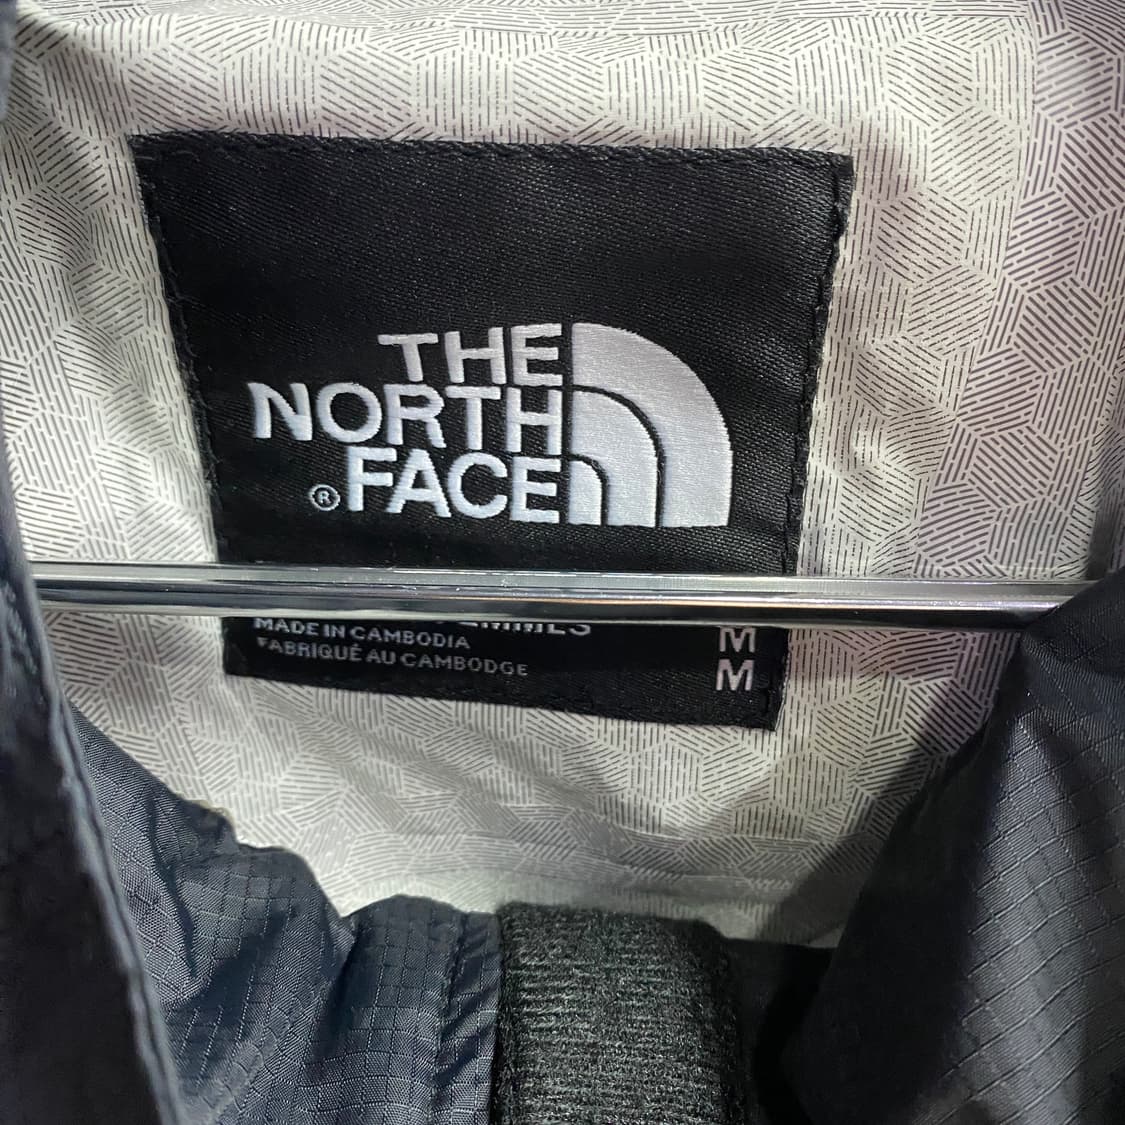 THE
NORTH
FACE
®
MADE IN CAMBODIA
FABRIQUÉ AU CAMBODGE
M
M